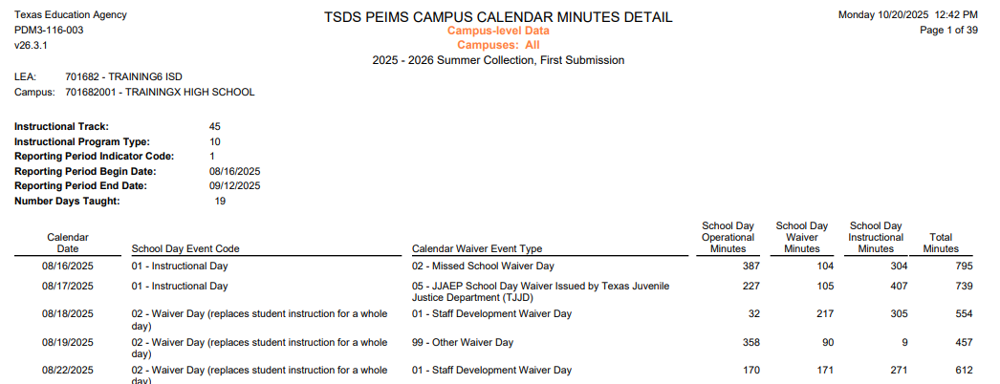 Texas Education Agency
PDM3-116-003
v26.3.1
TSDS PEIMS CAMPUS CALENDAR MINUTES DETAIL
Campus-level Data
Campuses: All
2025 - 2026 Summer Collection, First Submission
Monday 10/20/2025 12:42 PM
Page 1 of 39
LEA: 701682 - TRAINING6 ISD
Campus: 701682001 - TRAININGX HIGH SCHOOL
Instructional Track: 45
Instructional Program Type: 10
Reporting Period Indicator Code: 1
Reporting Period Begin Date: 08/16/2025
Reporting Period End Date: 09/12/2025
Number Days Taught: 19
Calendar
Date
School Day Event Code
Calendar Waiver Event Type
School Day
Operational
Minutes
School Day
Waiver
Minutes
School Day
Instructional
Minutes
Total
Minutes
08/16/2025 01 - Instructional Day 02 - Missed School Waiver Day 387 104 304 795
08/17/2025 01 - Instructional Day 05 - JJAEP School Day Waiver Issued by Texas Juvenile 227 105 407 739
Justice Department (TJJD)
08/18/2025 02 - Waiver Day (replaces student instruction for a whole 01 - Staff Development Waiver Day 32 217 305 554
day)
08/19/2025 02 - Waiver Day (replaces student instruction for a whole 99 - Other Waiver Day 358 90 9 457
day)
08/22/2025 02 - Waiver Day (replaces student instruction for a whole 01 - Staff Development Waiver Day 170 171 271 612
day)